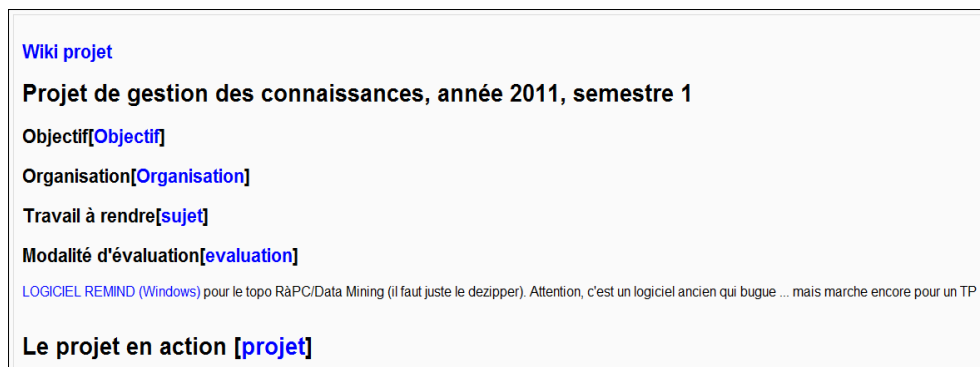 Wiki projet
Projet de gestion des connaissances, année 2011, semestre 1
Objectif[Objectif]
Organisation[Organisation]
Travail à rendre[sujet]
Modalité d'évaluation[evaluation]
LOGICIEL REMIND (Windows) pour le topo RàPC/Data Mining (il faut juste le dezipper). Attention, c'est un logiciel ancien qui bugue ... mais marche encore pour un TP
Le projet en action [projet]